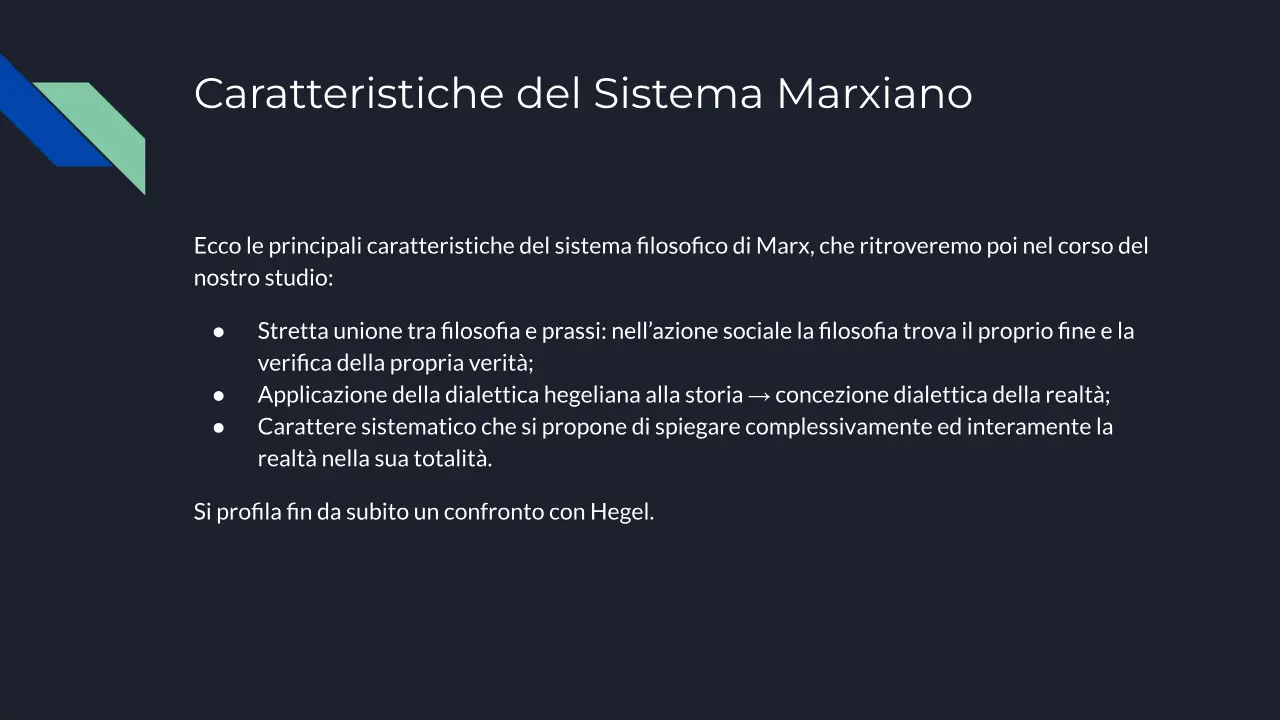 Caratteristiche del Sistema Marxiano
Ecco le principali caratteristiche del sistema filosofico di Marx, che ritroveremo poi nel corso del
nostro studio:
● Stretta unione tra filosofia e prassi: nell’azione sociale la filosofia trova il proprio fine e la
verifica della propria verità;
● Applicazione della dialettica hegeliana alla storia → concezione dialettica della realtà;
● Carattere sistematico che si propone di spiegare complessivamente ed interamente la
realtà nella sua totalità.
Si profila fin da subito un confronto con Hegel.